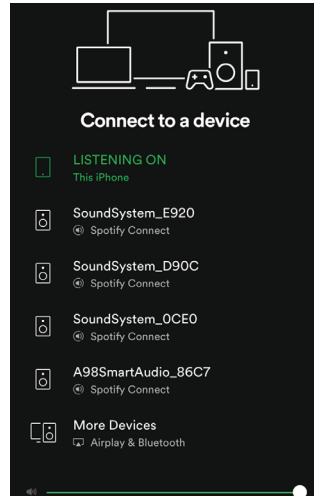 Connect to a device
LISTENING ON
This iPhone
SoundSystem_E920
Spotify Connect
SoundSystem_D90C
Spotify Connect
SoundSystem_0CE0
Spotify Connect
A98SmartAudio_86C7
Spotify Connect
More Devices
Airplay & Bluetooth